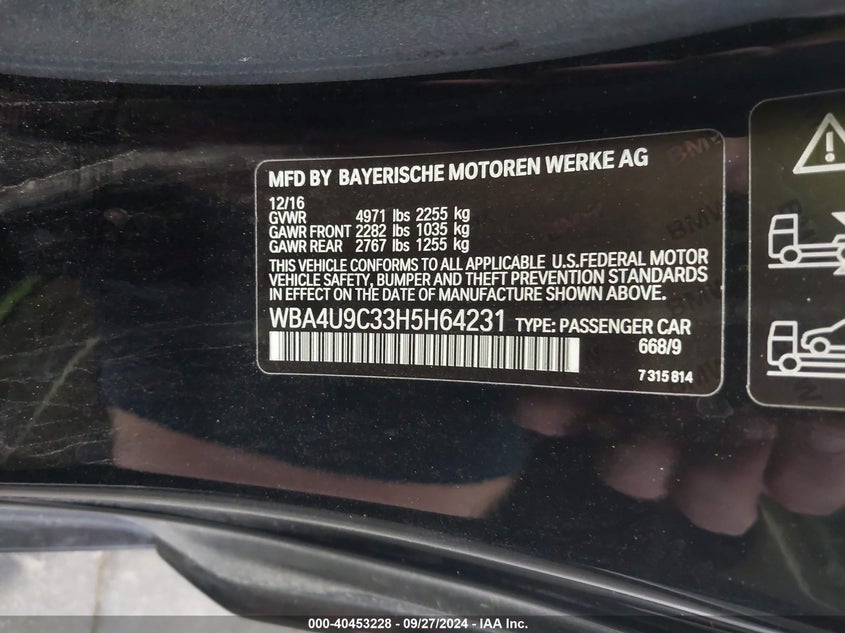 MFD BY BAYERISCHE MOTOREN WERKE AG
12/16
GVWR 4971 lbs 2255 kg
GAWR FRONT 2282 lbs 1035 kg
GAWR REAR 2767 lbs 1255 kg
THIS VEHICLE CONFORMS TO ALL APPLICABLE U.S.FEDERAL MOTOR
VEHICLE SAFETY, BUMPER AND THEFT PREVENTION STANDARDS
IN EFFECT ON THE DATE OF MANUFACTURE SHOWN ABOVE.
WBA4U9C33H5H64231 TYPE: PASSENGER CAR
668/9
7 315 814
000-40453228 - 09/27/2024 - IAA Inc.